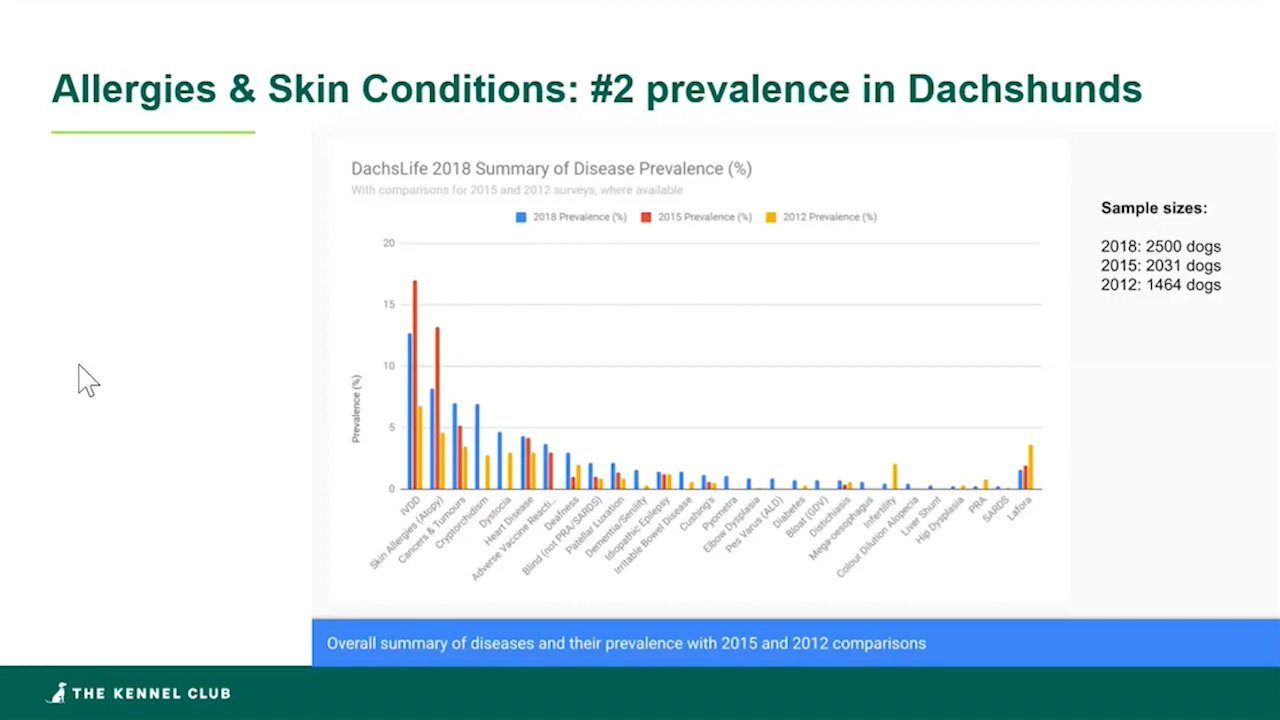 Allergies & Skin Conditions: #2 prevalence in Dachshunds
DachsLife 2018 Summary of Disease Prevalence (%)
With comparisons for 2015 and 2012 surveys, where available
2018 Prevalence (%)
2015 Prevalence (%)
2012 Prevalence (%)
Sample sizes:
2018: 2500 dogs
2015: 2031 dogs
2012: 1464 dogs
Prevalence (%)
20
15
10
5
0
IVDD
Skin Allergies (Atopy)
Cancers & Tumours
Cryptorchidism
Dystocia
Heart Disease
Adverse Vaccine Reacti...
Deafness
Blind (not PRA/SARDS)
Patellar Luxation
Dementia/Senility
Idiopathic Epilepsy
Irritable Bowel Disease
Cushing's
Pyometra
Elbow Dysplasia
Pes Varus (ALD)
Diabetes
Bloat (GDV)
Distichiasis
Mega-oesophagus
Infertility
Colour Dilution Alopecia
Liver Shunt
Hip Dysplasia
PRA
SARDS
Lafora
Overall summary of diseases and their prevalence with 2015 and 2012 comparisons
THE KENNEL CLUB